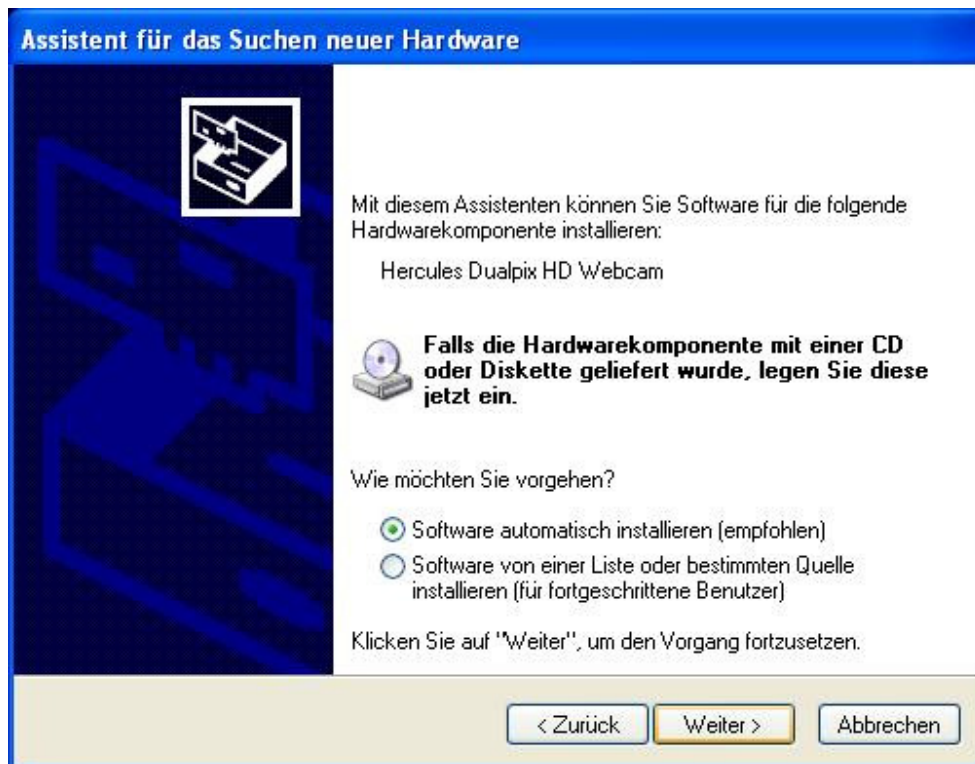 Assistent für das Suchen neuer Hardware
Mit diesem Assistenten können Sie Software für die folgende
Hardwarekomponente installieren:
Hercules Dualpix HD Webcam
Falls die Hardwarekomponente mit einer CD
oder Diskette geliefert wurde, legen Sie diese
jetzt ein.
Wie möchten Sie vorgehen?
Software automatisch installieren (empfohlen)
Software von einer Liste oder bestimmten Quelle
installieren (für fortgeschrittene Benutzer)
Klicken Sie auf "Weiter", um den Vorgang fortzusetzen.
< Zurück Weiter > Abbrechen